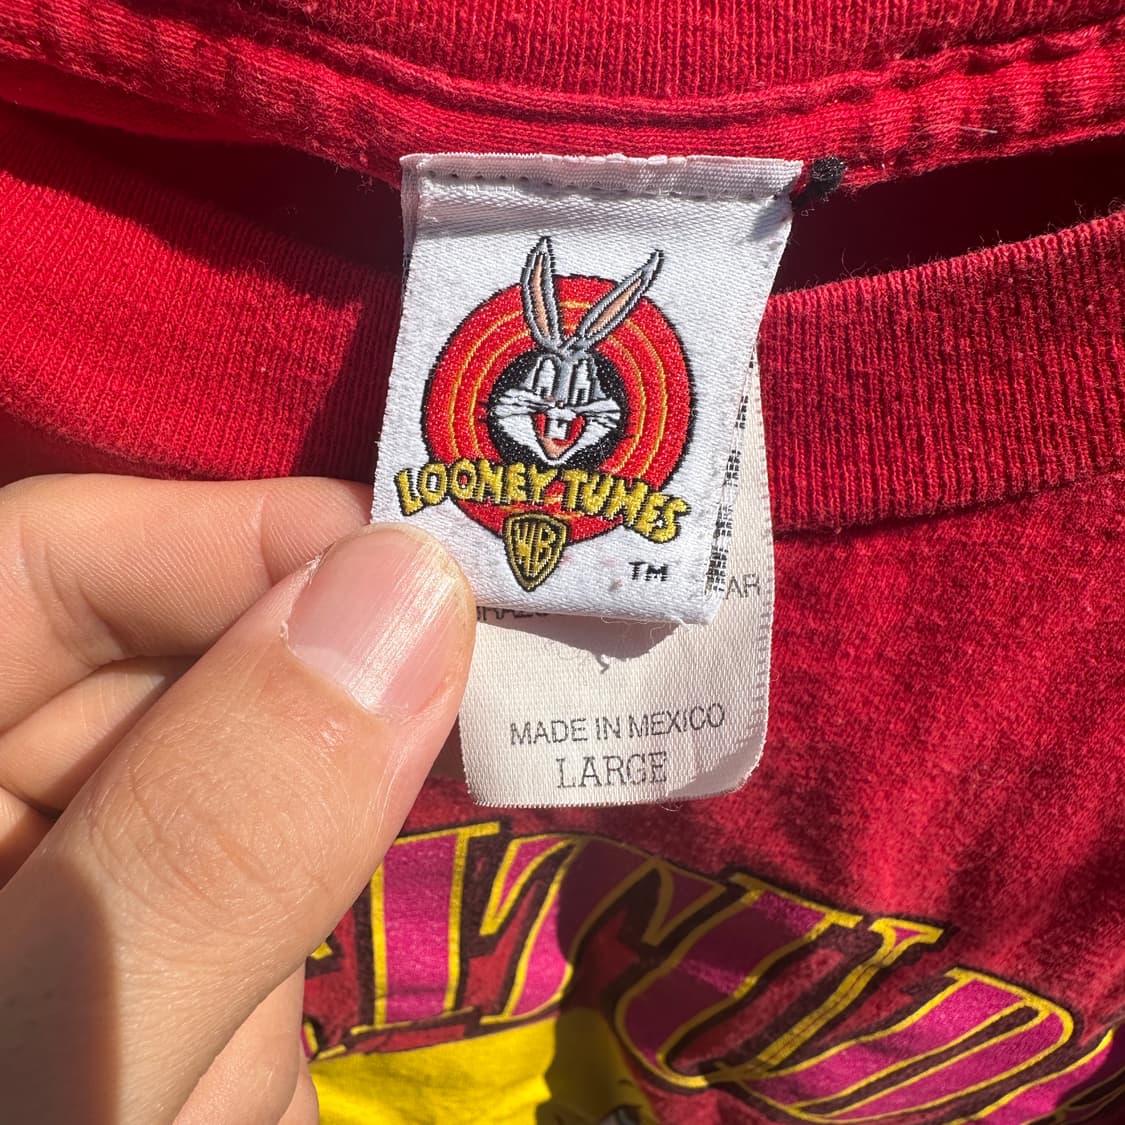 LOONEY TUNES
WB
TM
MADE IN MEXICO
LARGE